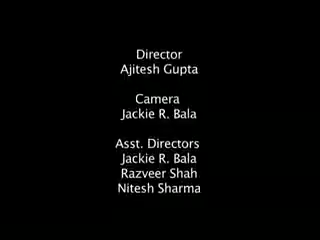 Director
Ajitesh Gupta
Camera
Jackie R. Bala
Asst. Directors
Jackie R. Bala
Razveer Shah
Nitesh Sharma